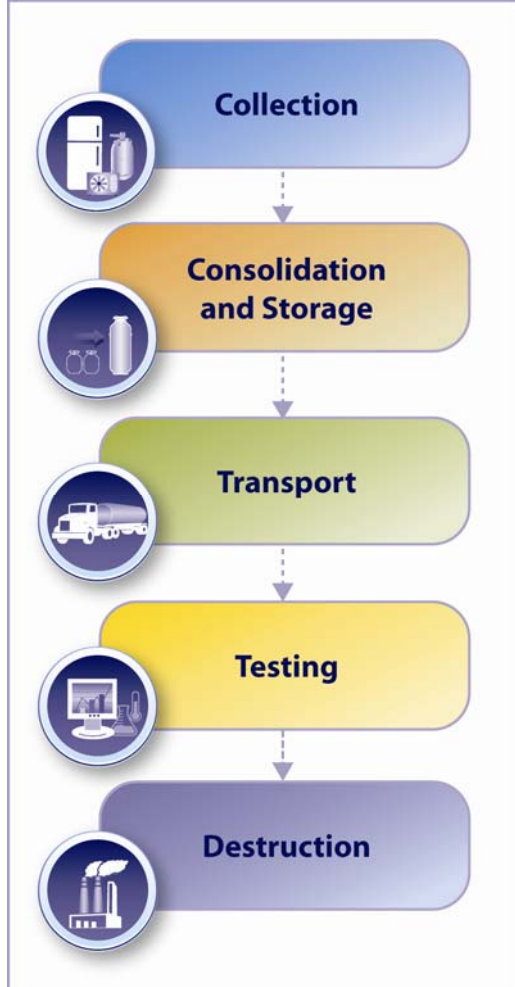 Collection
Consolidation
and Storage
Transport
Testing
Destruction